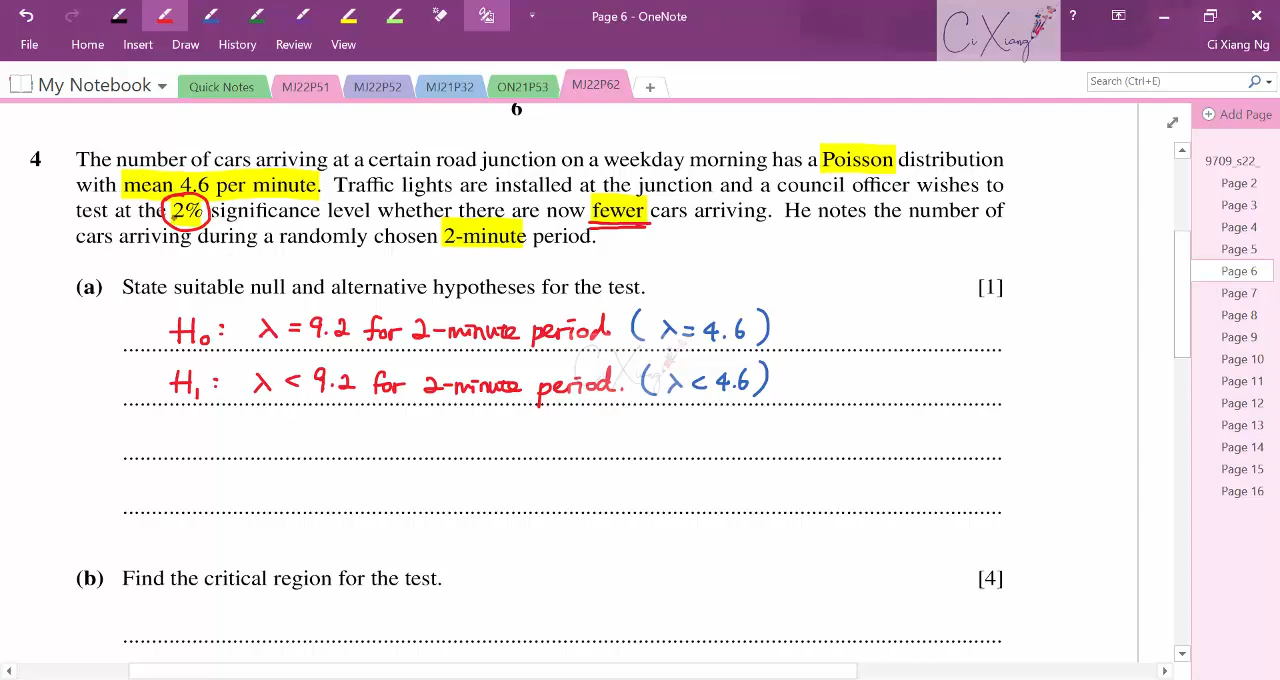 Page 6 - OneNote
Ci Xiang
?
File Home Insert Draw History Review View
Ci Xiang Ng
My Notebook
Quick Notes MJ22P51 MJ22P52 MJ21P32 ON21P53 MJ22P62 +
Search (Ctrl+E)
Add Page
6
4 The number of cars arriving at a certain road junction on a weekday morning has a Poisson distribution
with mean 4.6 per minute. Traffic lights are installed at the junction and a council officer wishes to
test at the 2% significance level whether there are now fewer cars arriving. He notes the number of
cars arriving during a randomly chosen 2-minute period.
(a) State suitable null and alternative hypotheses for the test. [1]
H₀ : λ = 9.2 for 2-minute period. (λ = 4.6)
H₁ : λ < 9.2 for 2-minute period. (λ < 4.6)
Ci Xiang
(b) Find the critical region for the test. [4]
9709_s22_
Page 2
Page 3
Page 4
Page 5
Page 6
Page 7
Page 8
Page 9
Page 10
Page 11
Page 12
Page 13
Page 14
Page 15
Page 16